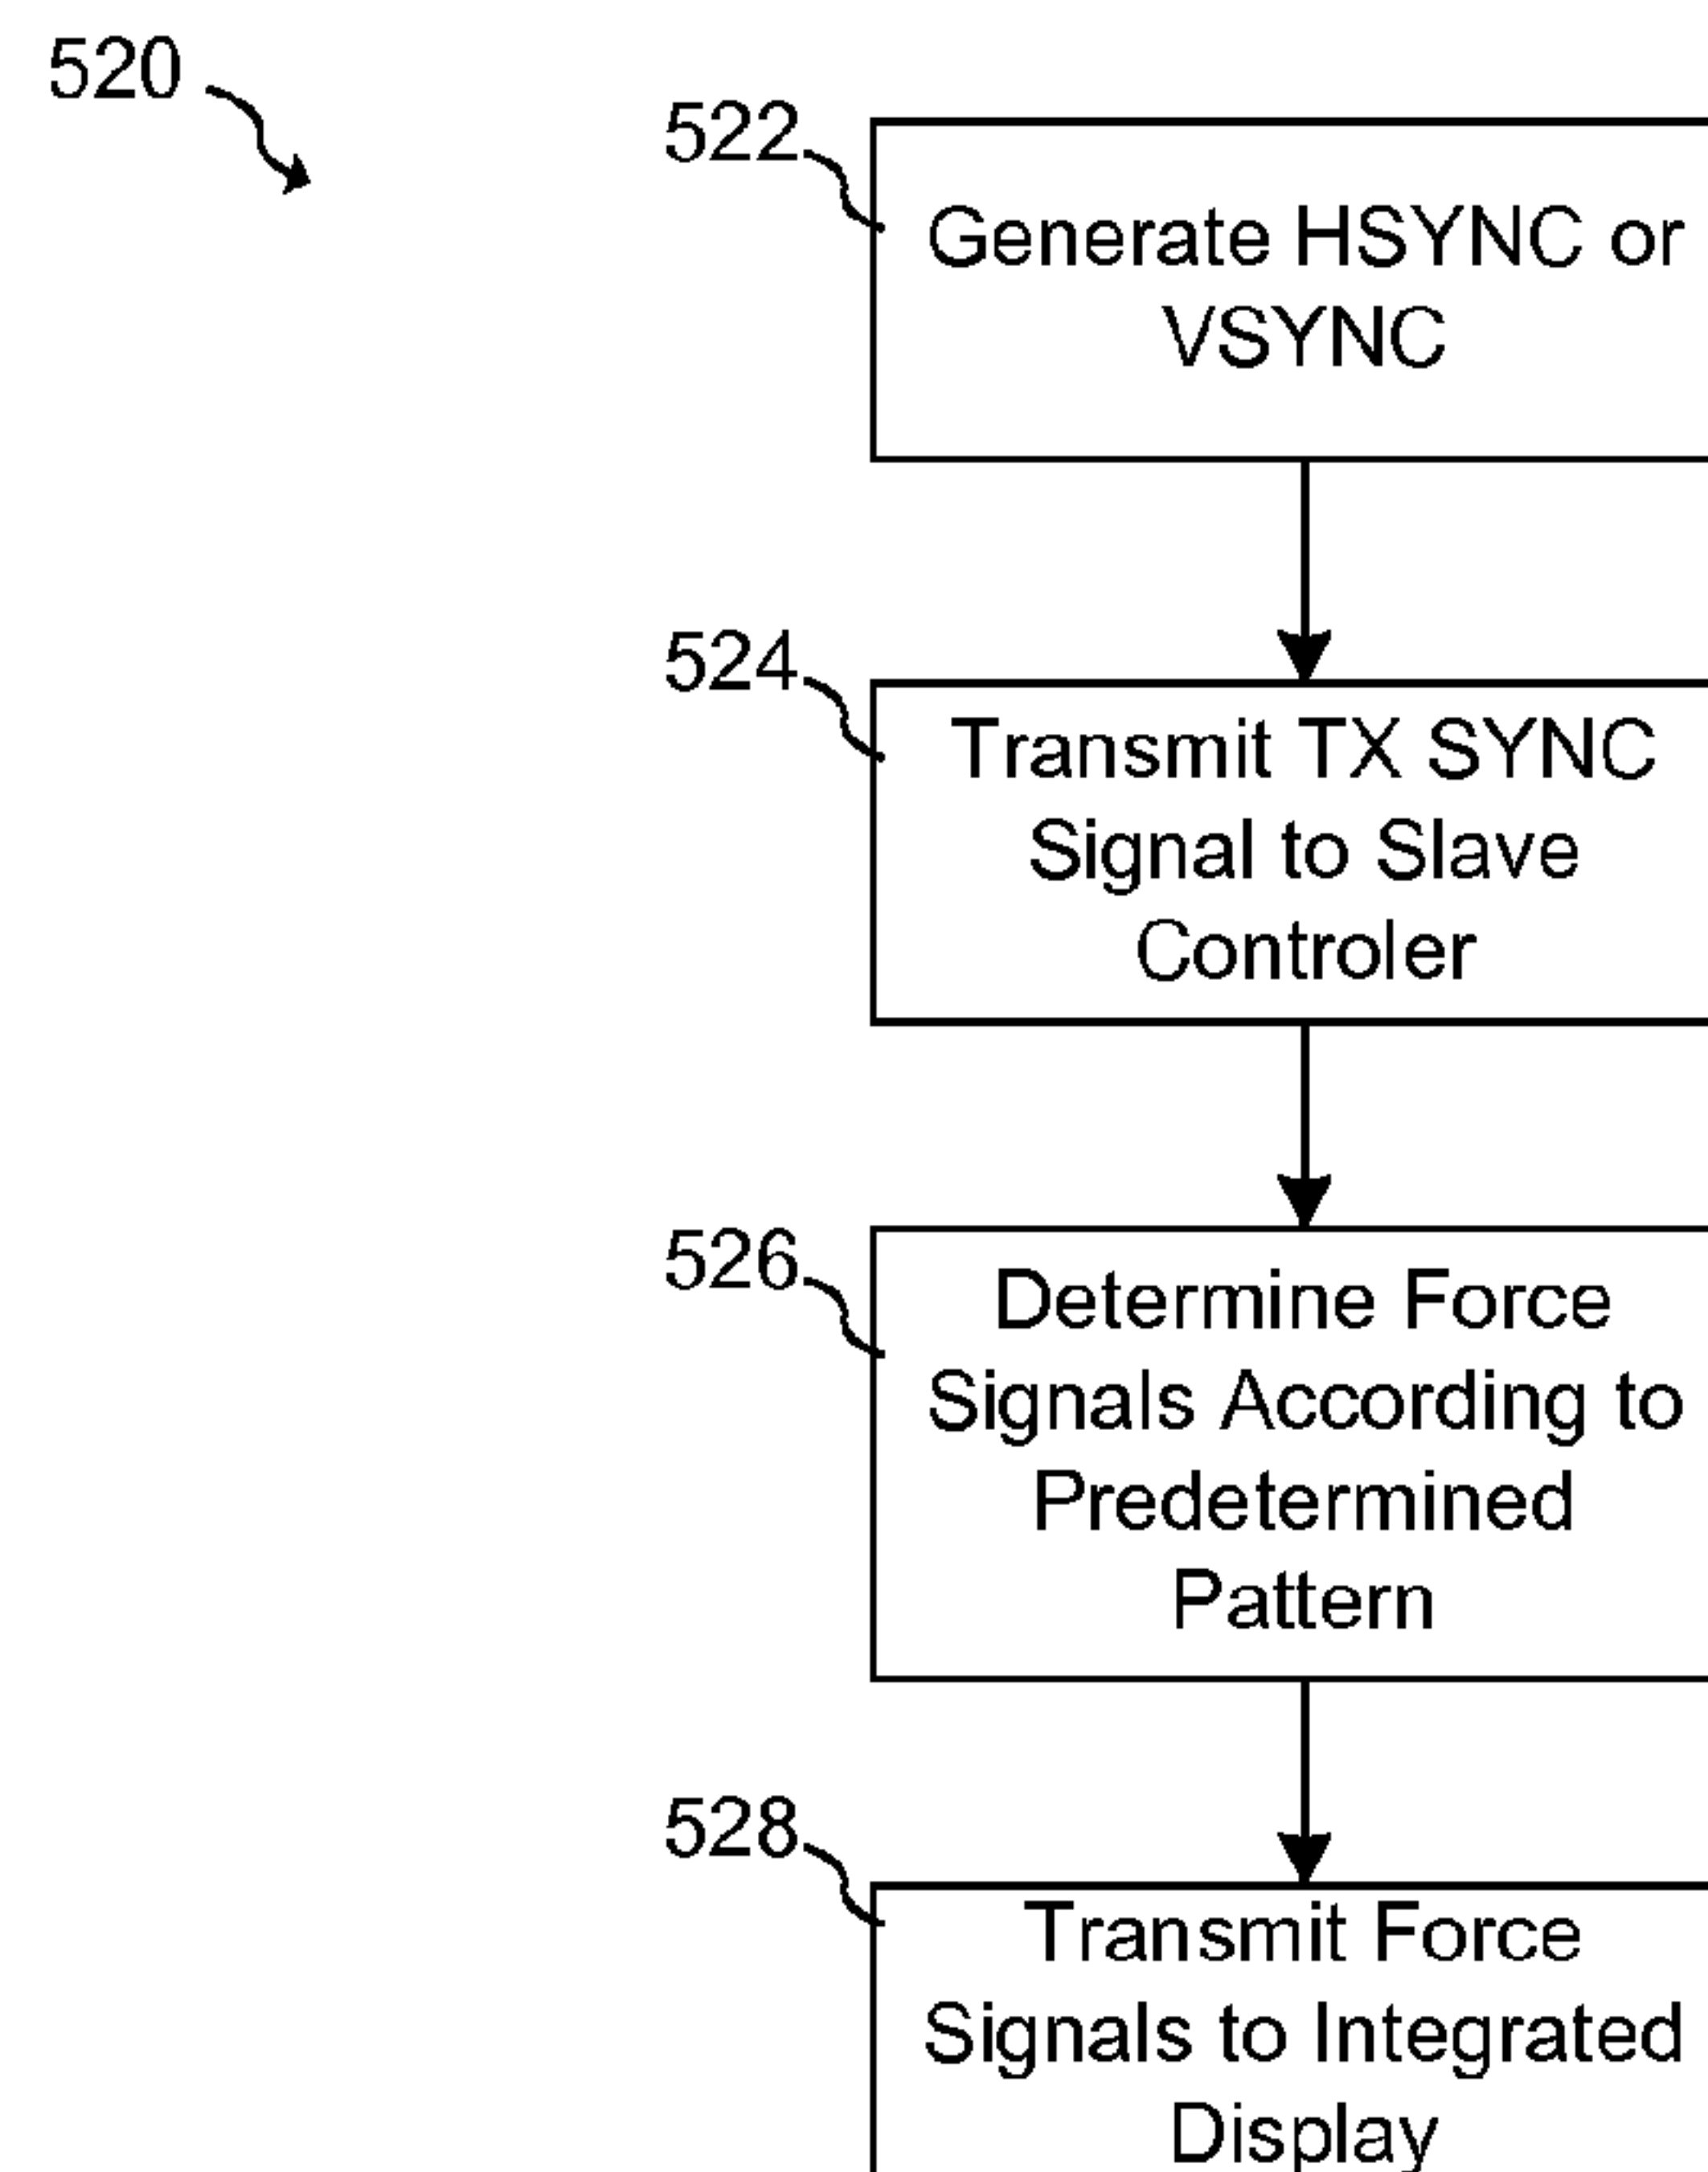 520
522
Generate HSYNC or
VSYNC
524
Transmit TX SYNC
Signal to Slave
Controler
526
Determine Force
Signals According to
Predetermined
Pattern
528
Transmit Force
Signals to Integrated
Display